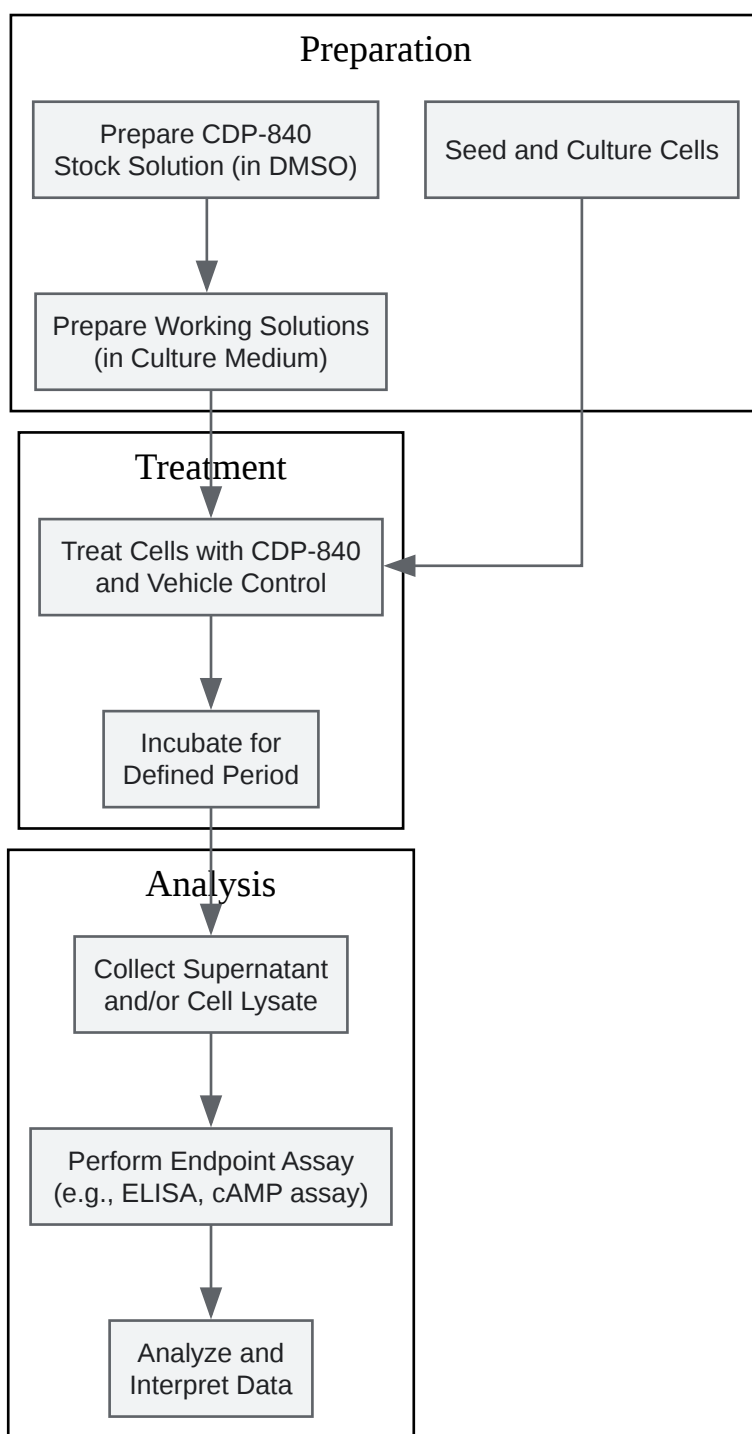 Preparation
Prepare CDP-840
Stock Solution (in DMSO)
Seed and Culture Cells
Prepare Working Solutions
(in Culture Medium)
Treatment
Treat Cells with CDP-840
and Vehicle Control
Incubate for
Defined Period
Analysis
Collect Supernatant
and/or Cell Lysate
Perform Endpoint Assay
(e.g., ELISA, cAMP assay)
Analyze and
Interpret Data